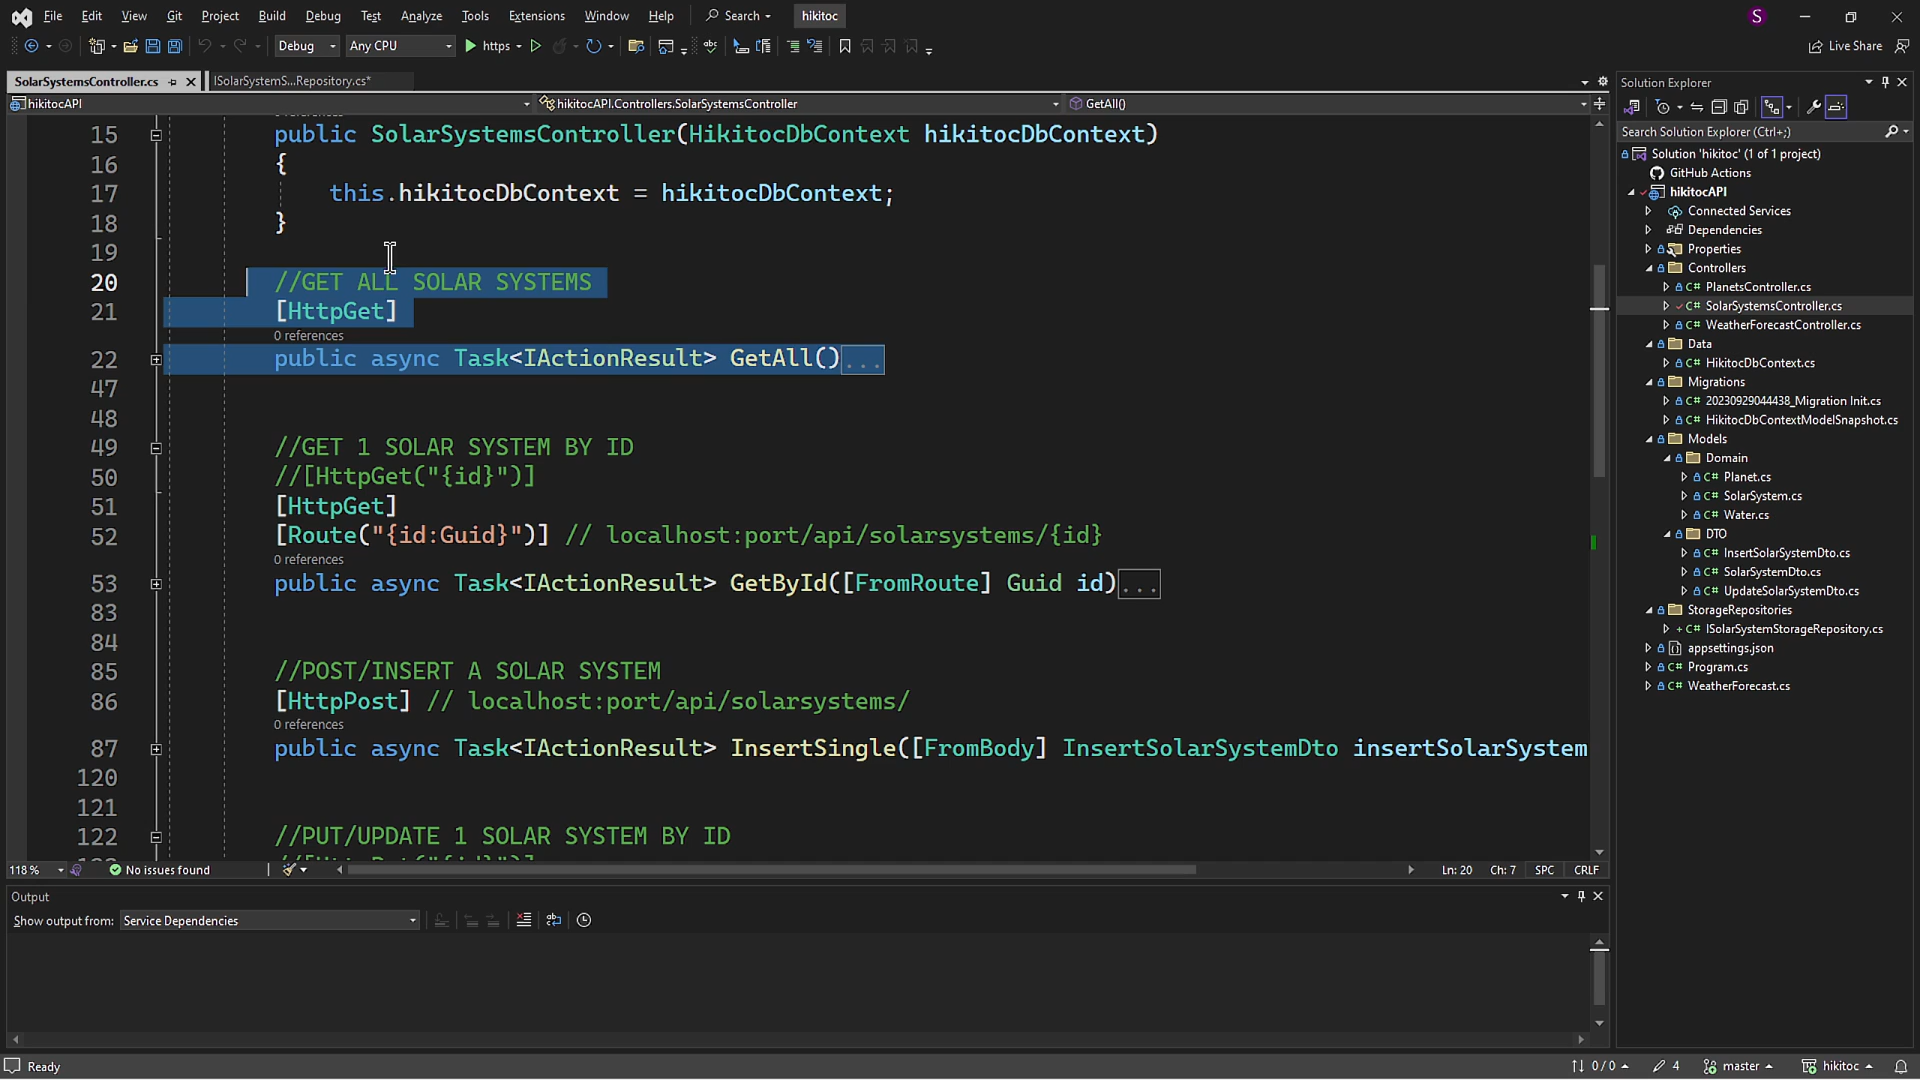 File Edit View Git Project Build Debug Test Analyze Tools Extensions Window Help Search hikitoc S
Debug Any CPU https Live Share
SolarSystemsController.cs ISolarSystemS...Repository.cs*
hikitocAPI hikitocAPI.Controllers.SolarSystemsController GetAll()
15 public SolarSystemsController(HikitocDbContext hikitocDbContext)
16 {
17 this.hikitocDbContext = hikitocDbContext;
18 }
19
20 //GET ALL SOLAR SYSTEMS
21 [HttpGet]
0 references
22 public async Task<IActionResult> GetAll()...
47
48
49 //GET 1 SOLAR SYSTEM BY ID
50 //[HttpGet("{id}")]
51 [HttpGet]
52 [Route("{id:Guid}")] // localhost:port/api/solarsystems/{id}
0 references
53 public async Task<IActionResult> GetById([FromRoute] Guid id)...
83
84
85 //POST/INSERT A SOLAR SYSTEM
86 [HttpPost] // localhost:port/api/solarsystems/
0 references
87 public async Task<IActionResult> InsertSingle([FromBody] InsertSolarSystemDto insertSolarSystem
120
121
122 //PUT/UPDATE 1 SOLAR SYSTEM BY ID
118 % No issues found Ln: 20 Ch: 7 SPC CRLF
Output
Show output from: Service Dependencies
Ready 0 / 0 4 master hikitoc
Solution Explorer
Search Solution Explorer (Ctrl+;)
Solution 'hikitoc' (1 of 1 project)
GitHub Actions
hikitocAPI
Connected Services
Dependencies
Properties
Controllers
C# PlanetsController.cs
C# SolarSystemsController.cs
C# WeatherForecastController.cs
Data
C# HikitocDbContext.cs
Migrations
C# 20230929044438_Migration Init.cs
C# HikitocDbContextModelSnapshot.cs
Models
Domain
C# Planet.cs
C# SolarSystem.cs
C# Water.cs
DTO
C# InsertSolarSystemDto.cs
C# SolarSystemDto.cs
C# UpdateSolarSystemDto.cs
StorageRepositories
+ C# ISolarSystemStorageRepository.cs
appsettings.json
C# Program.cs
C# WeatherForecast.cs